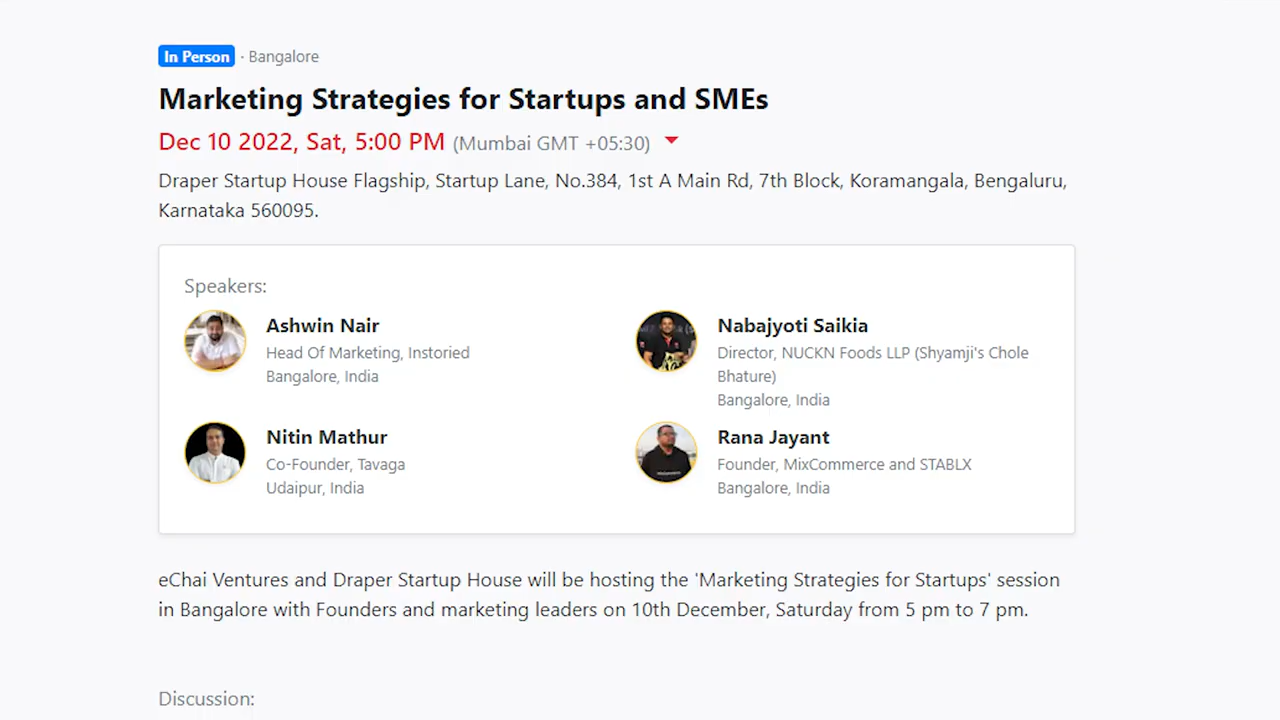 In Person · Bangalore
Marketing Strategies for Startups and SMEs
Dec 10 2022, Sat, 5:00 PM (Mumbai GMT +05:30)
Draper Startup House Flagship, Startup Lane, No.384, 1st A Main Rd, 7th Block, Koramangala, Bengaluru,
Karnataka 560095.
Speakers:
Ashwin Nair
Head Of Marketing, Instoried
Bangalore, India
Nabajyoti Saikia
Director, NUCKN Foods LLP (Shyamji's Chole
Bhature)
Bangalore, India
Nitin Mathur
Co-Founder, Tavaga
Udaipur, India
Rana Jayant
Founder, MixCommerce and STABLX
Bangalore, India
eChai Ventures and Draper Startup House will be hosting the 'Marketing Strategies for Startups' session
in Bangalore with Founders and marketing leaders on 10th December, Saturday from 5 pm to 7 pm.
Discussion: